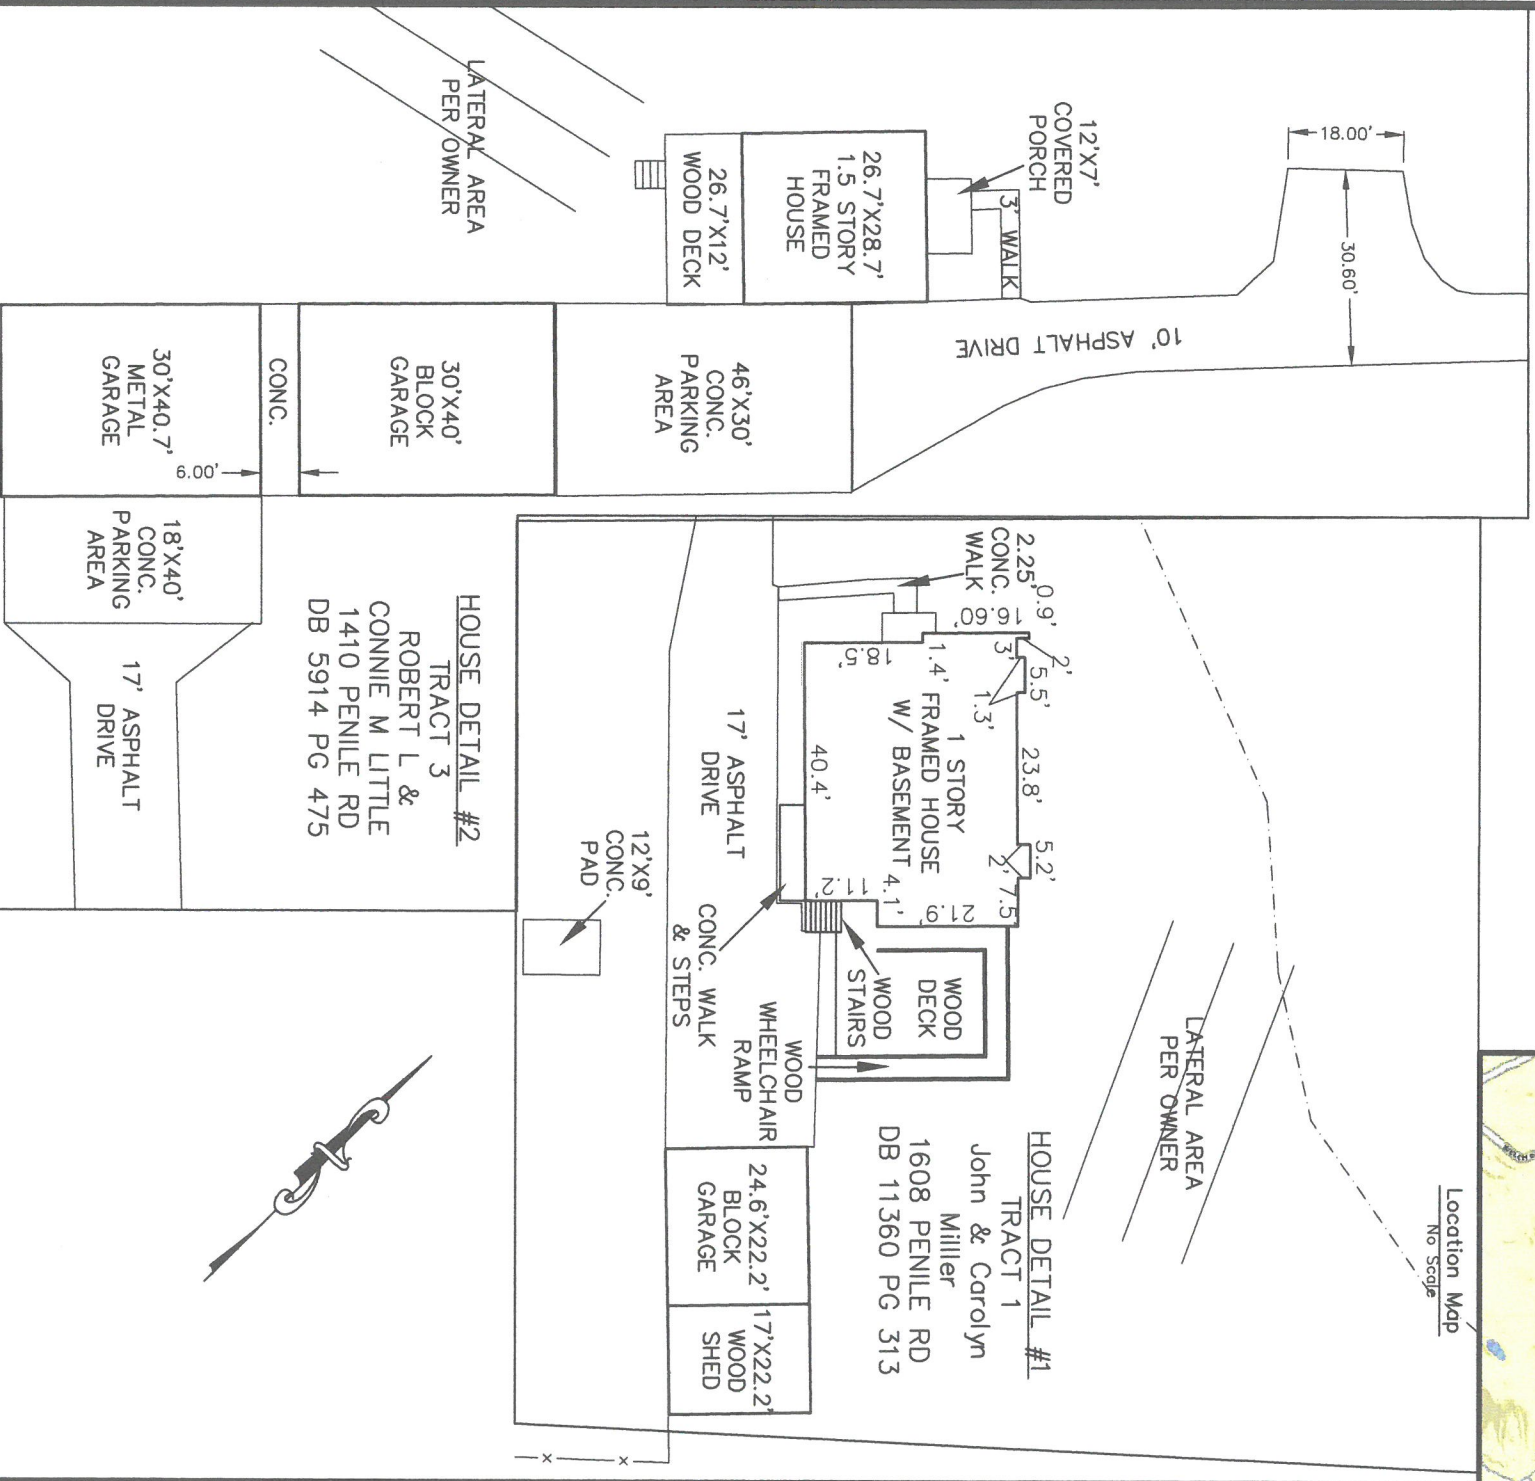 LATERAL AREA
PER OWNER
12'X7'
COVERED
PORCH
18.00'
30.60'
3' WALK
26.7'X28.7'
1.5 STORY
FRAMED
HOUSE
26.7'X12'
WOOD DECK
10' ASPHALT DRIVE
46'X30'
CONC.
PARKING
AREA
30'X40'
BLOCK
GARAGE
CONC.
6.00'
30'X40.7'
METAL
GARAGE
18'X40'
CONC.
PARKING
AREA
17' ASPHALT
DRIVE
HOUSE DETAIL #2
TRACT 3
ROBERT L &
CONNIE M LITTLE
1410 PENILE RD
DB 5914 PG 475
2.25'
CONC.
WALK
0.9'
16.60'
2'
3'
5.5'
1.3'
1.4'
18.5'
23.8'
1 STORY
FRAMED HOUSE
W/ BASEMENT
40.4'
5.2'
2'
7.5'
21.9'
4.1'
11.2'
17' ASPHALT
DRIVE
12'X9'
CONC.
PAD
CONC. WALK
& STEPS
WOOD
STAIRS
WOOD
DECK
WOOD
WHEELCHAIR
RAMP
LATERAL AREA
PER OWNER
HOUSE DETAIL #1
TRACT 1
John & Carolyn
Milller
1608 PENILE RD
DB 11360 PG 313
24.6'X22.2'
BLOCK
GARAGE
17'X22.2'
WOOD
SHED
Location Map
No Scale